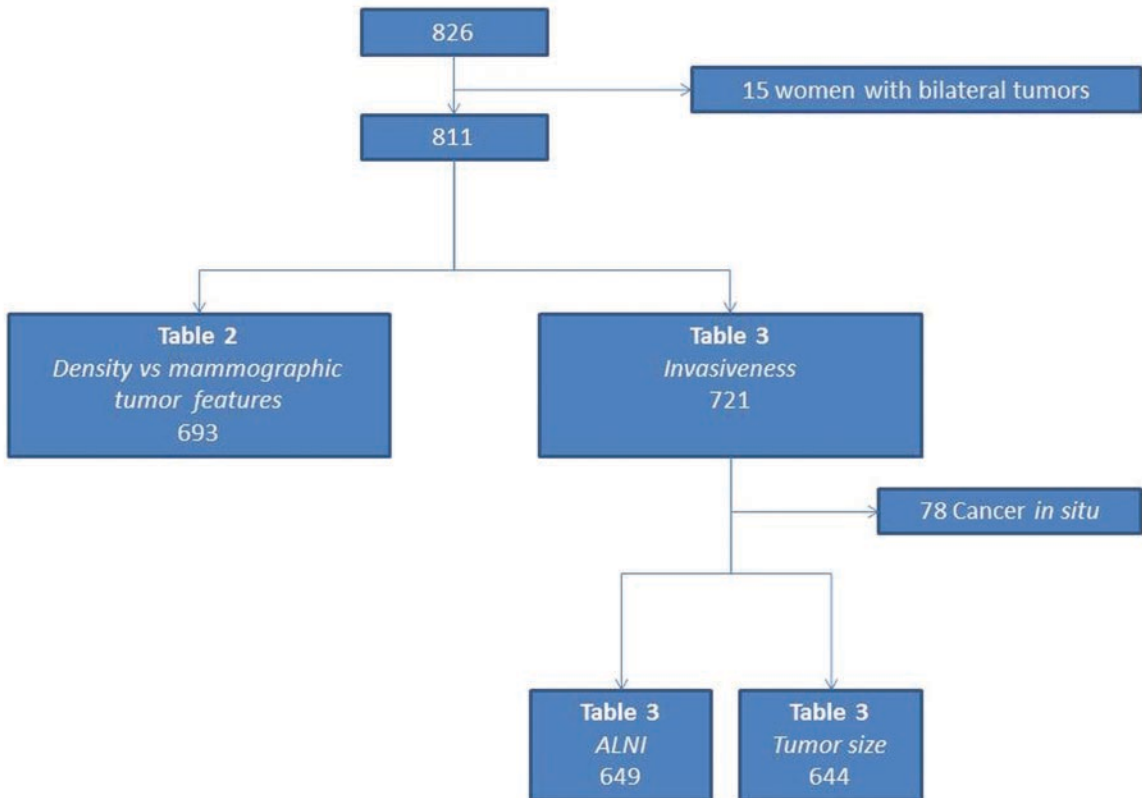 826
15 women with bilateral tumors
811
Table 2
Density vs mammographic
tumor features
693
Table 3
Invasiveness
721
78 Cancer in situ
Table 3
ALNI
649
Table 3
Tumor size
644